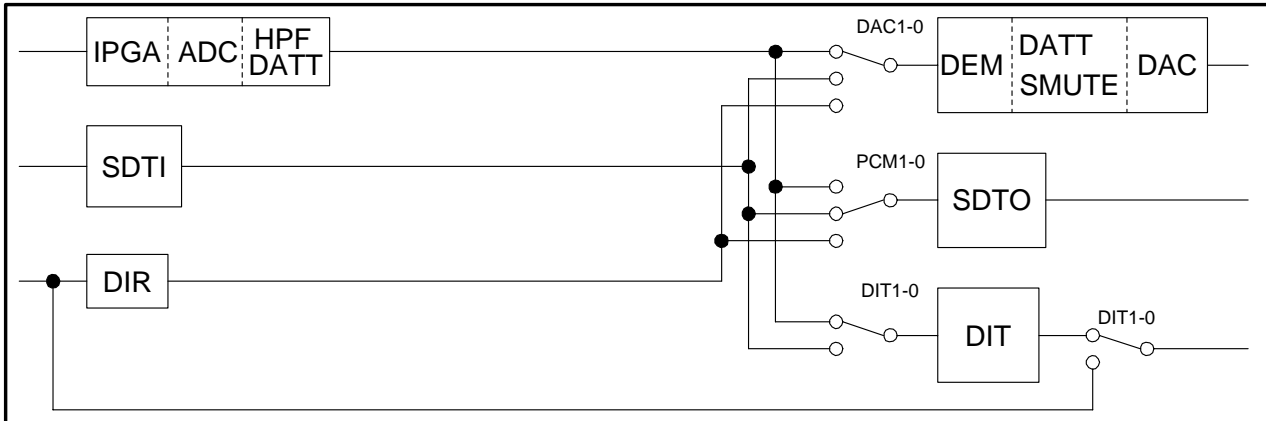 IPGA ADC HPF DATT
DAC1-0
DEM DATT SMUTE DAC
SDTI
PCM1-0
SDTO
DIR
DIT1-0
DIT
DIT1-0